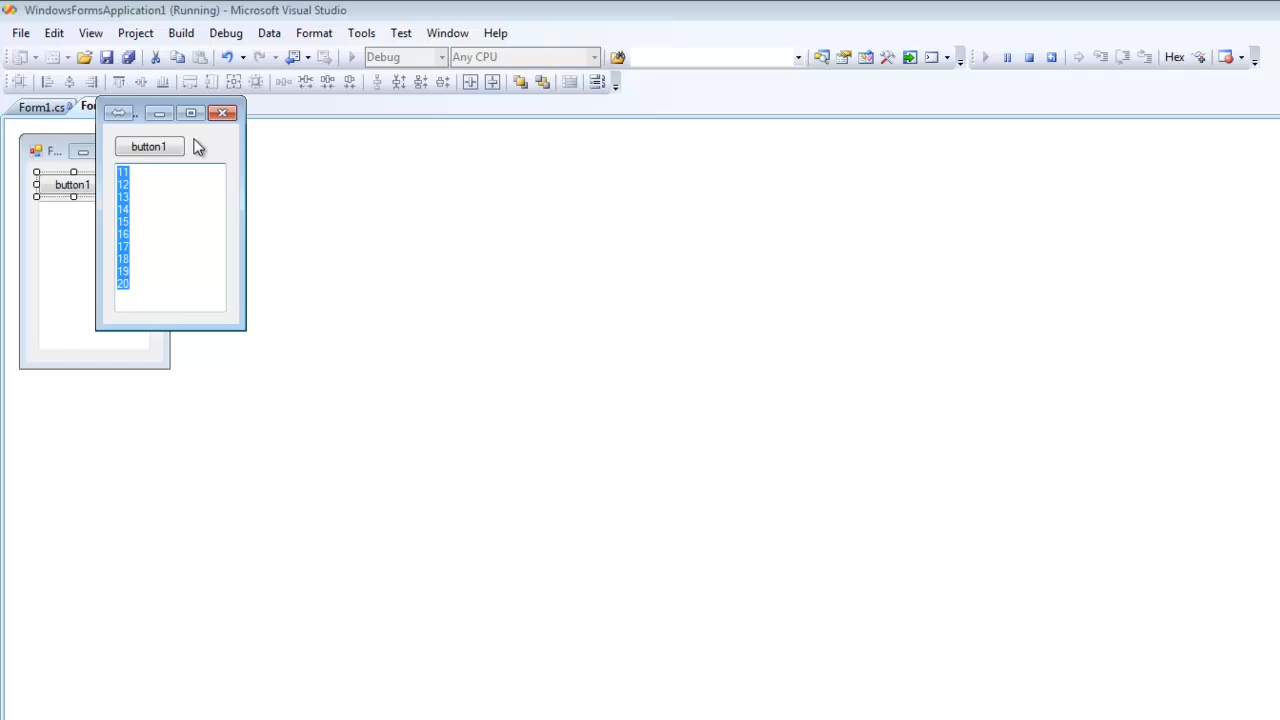 WindowsFormsApplication1 (Running) - Microsoft Visual Studio
File Edit View Project Build Debug Data Format Tools Test Window Help
Debug Any CPU Hex
Form1.cs
F...
button1
button1
11
12
13
14
15
16
17
18
19
20